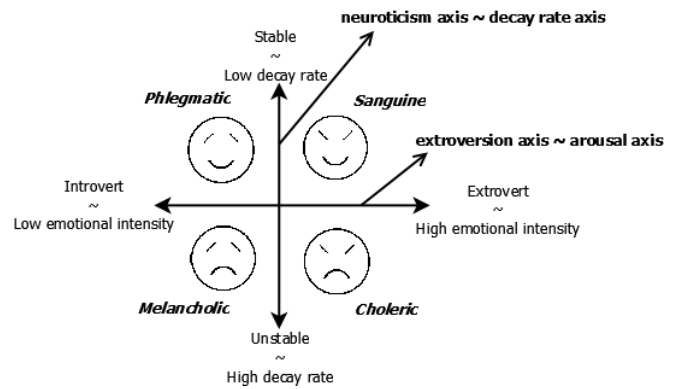 neuroticism axis ~ decay rate axis
Stable
~
Low decay rate
Phlegmatic
Sanguine
extroversion axis ~ arousal axis
Introvert
~
Low emotional intensity
Extrovert
~
High emotional intensity
Melancholic
Choleric
Unstable
~
High decay rate